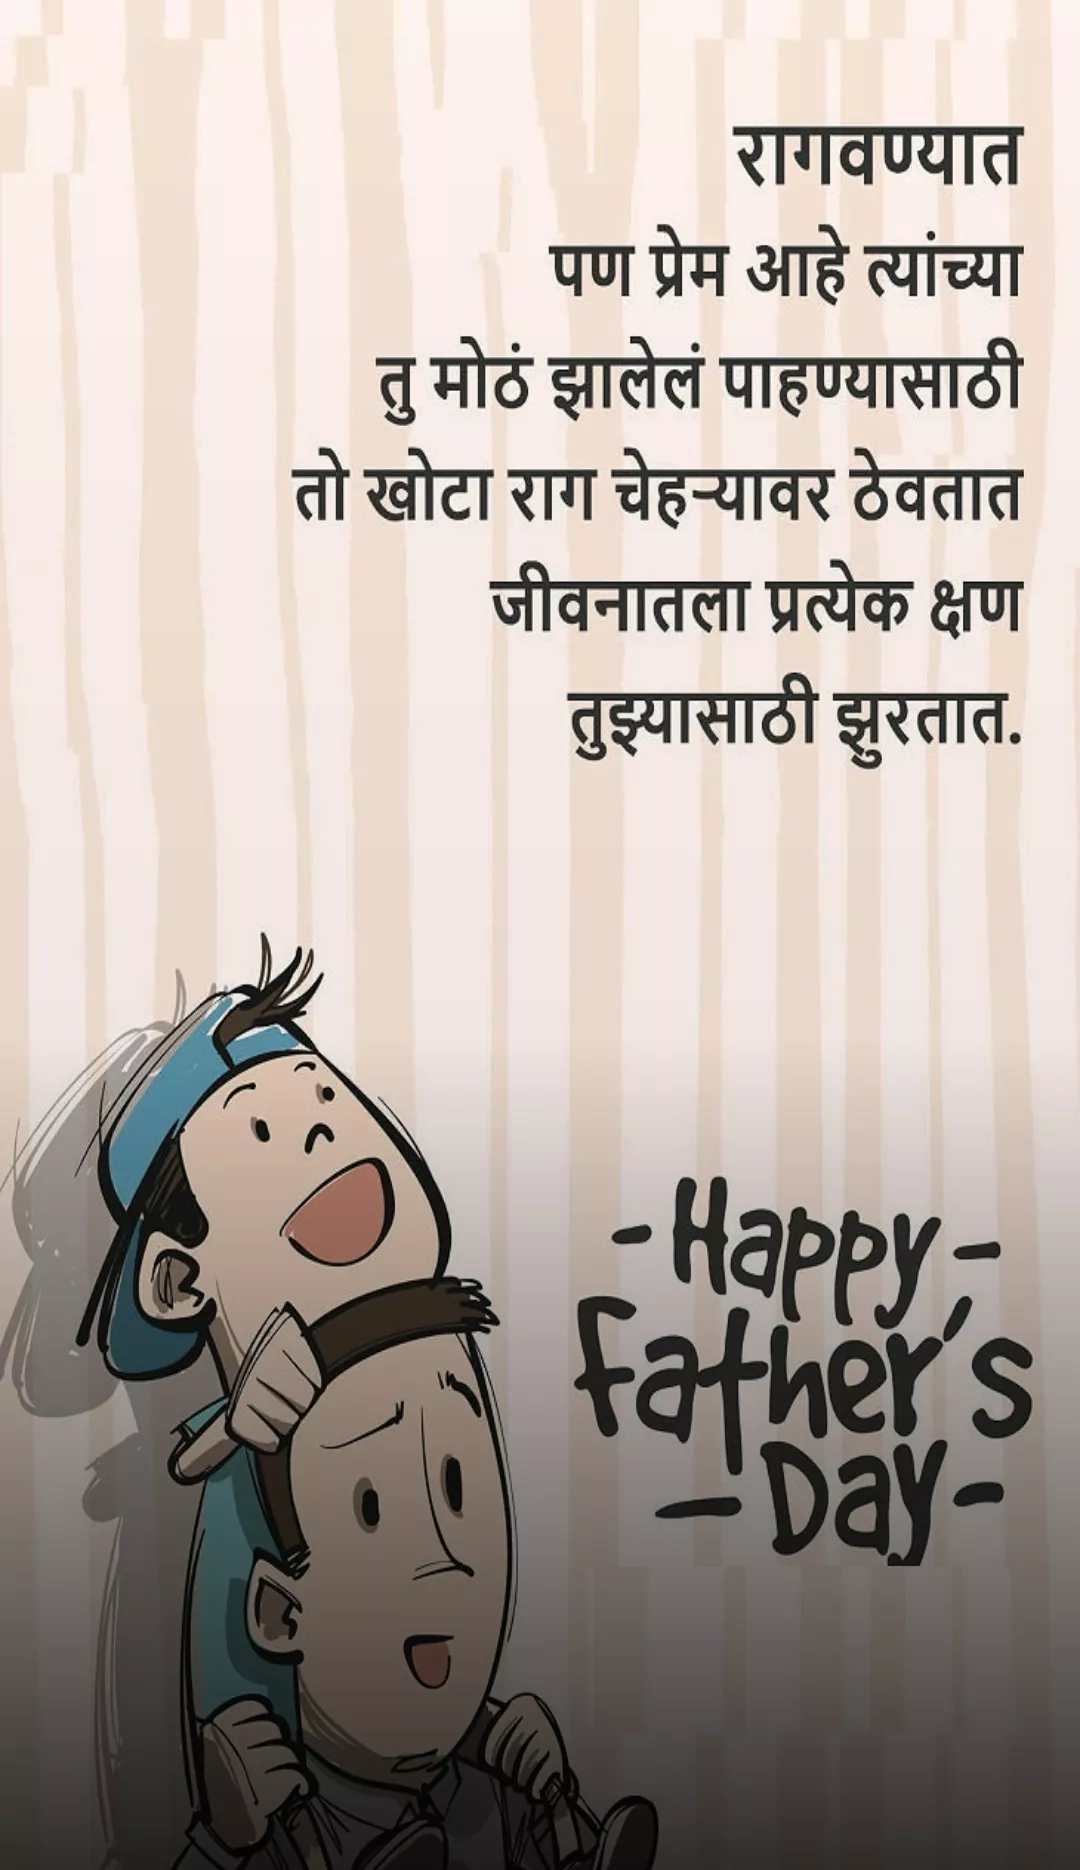 रागवण्यात
पण प्रेम आहे त्यांच्या
तु मोठं झालेलं पाहण्यासाठी
तो खोटा राग चेहऱ्यावर ठेवतात
जीवनातला प्रत्येक क्षण
तुझ्यासाठी झुरतात.
-Happy-
Father's
-Day-